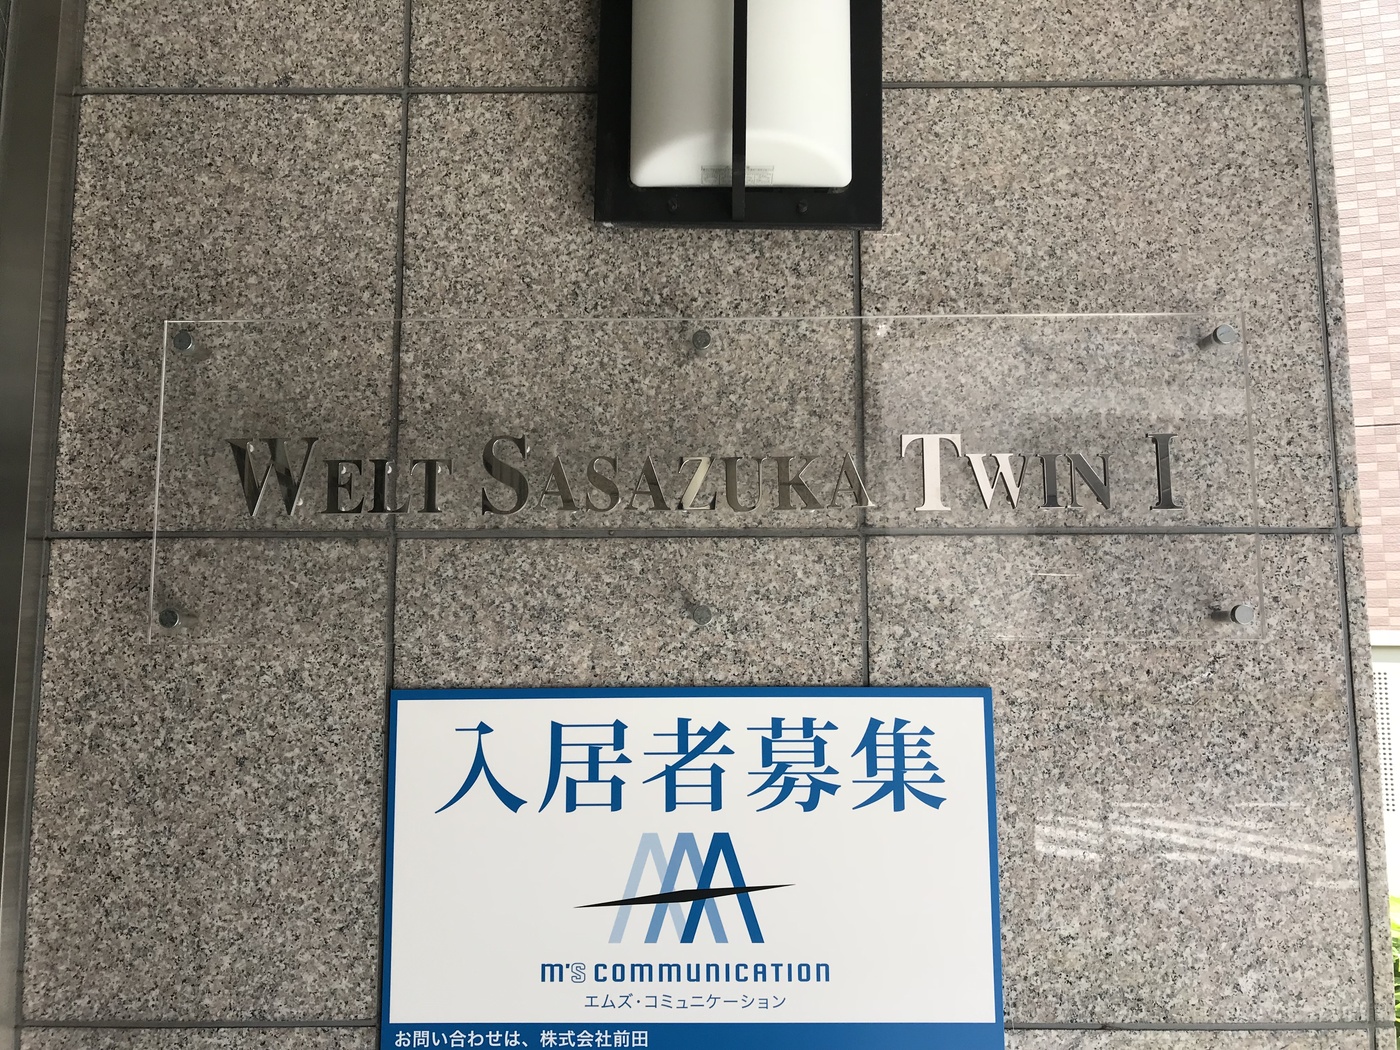 WELT SASAZUKA TWIN I
入居者募集
m's COMMUNICATION
エムズ・コミュニケーション
お問い合わせは、株式会社前田